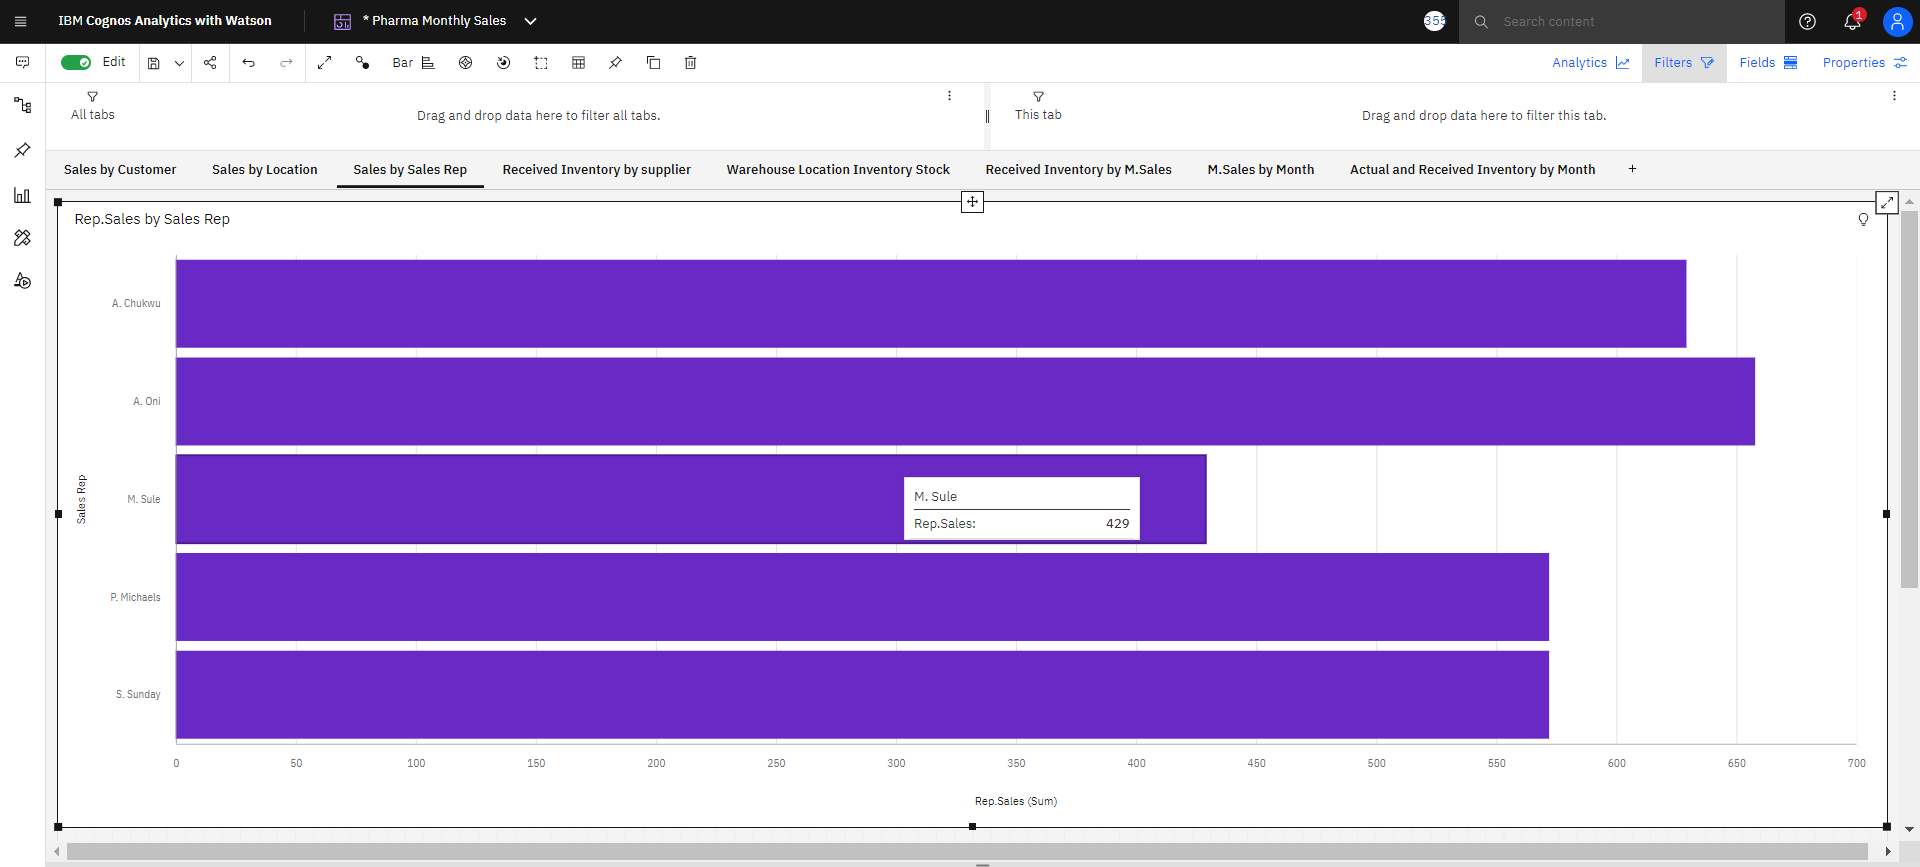 IBM Cognos Analytics with Watson
* Pharma Monthly Sales
355
Search content
1
Edit
Bar
Analytics
Filters
Fields
Properties
All tabs
Drag and drop data here to filter all tabs.
This tab
Drag and drop data here to filter this tab.
Sales by Customer
Sales by Location
Sales by Sales Rep
Received Inventory by supplier
Warehouse Location Inventory Stock
Received Inventory by M.Sales
M.Sales by Month
Actual and Received Inventory by Month
+
Rep.Sales by Sales Rep
Sales Rep
A. Chukwu
A. Oni
M. Sule
P. Michaels
S. Sunday
M. Sule
Rep.Sales: 429
0 50 100 150 200 250 300 350 400 450 500 550 600 650 700
Rep.Sales (Sum)